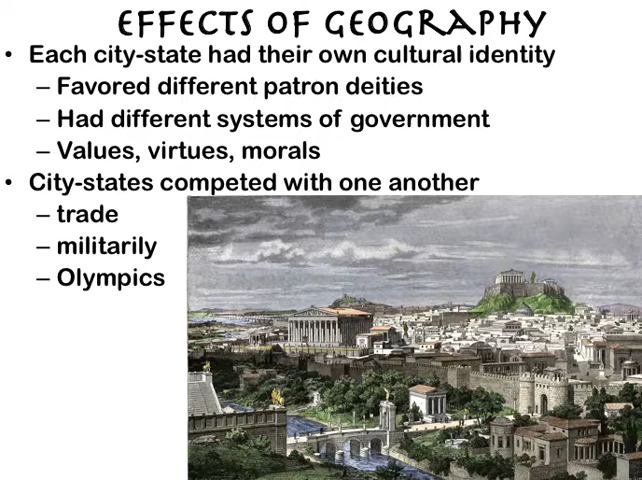 EFFECTS OF GEOGRAPHY
• Each city-state had their own cultural identity
– Favored different patron deities
– Had different systems of government
– Values, virtues, morals
• City-states competed with one another
– trade
– militarily
– Olympics